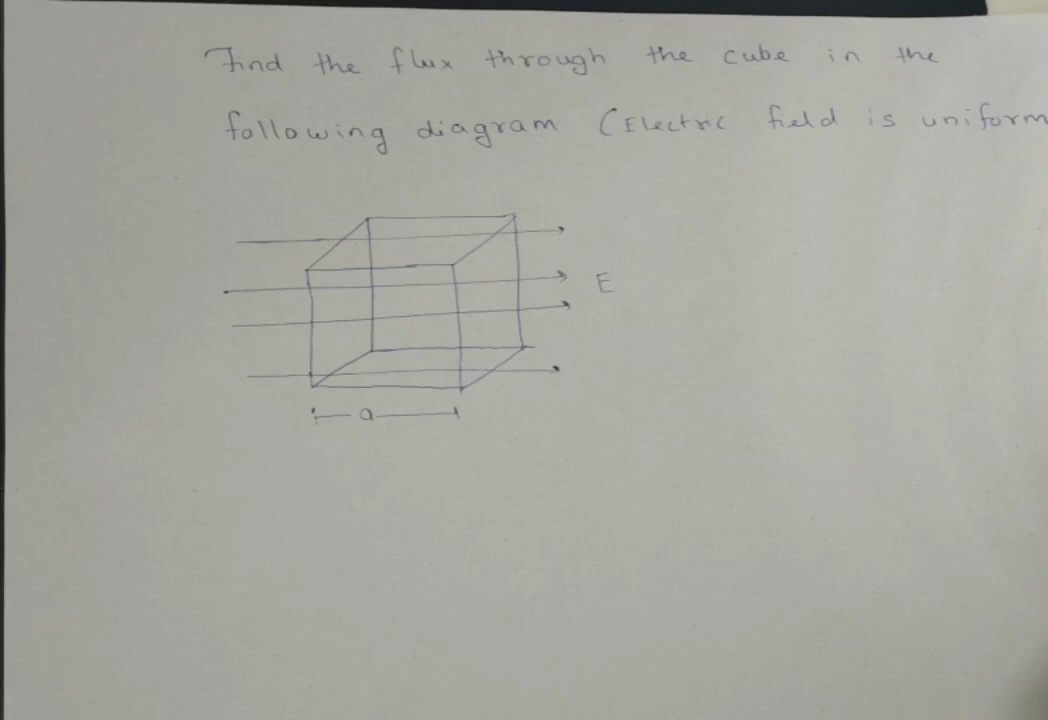 Find the flux through the cube in the
following diagram (Electric field is uniform
E
a